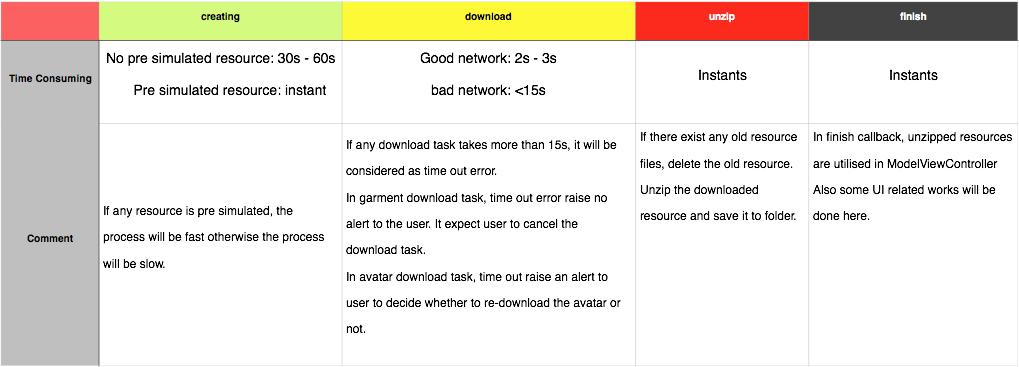 creating
download
unzip
finish
Time Consuming
No pre simulated resource: 30s - 60s
Pre simulated resource: instant
Good network: 2s - 3s
bad network: <15s
Instants
Instants
Comment
If any resource is pre simulated, the
process will be fast otherwise the process
will be slow.
If any download task takes more than 15s, it will be
considered as time out error.
In garment download task, time out error raise no
alert to the user. It expect user to cancel the
download task.
In avatar download task, time out raise an alert to
user to decide whether to re-download the avatar or
not.
If there exist any old resource
files, delete the old resource.
Unzip the downloaded
resource and save it to folder.
In finish callback, unzipped resources
are utilised in ModelViewController
Also some UI related works will be
done here.